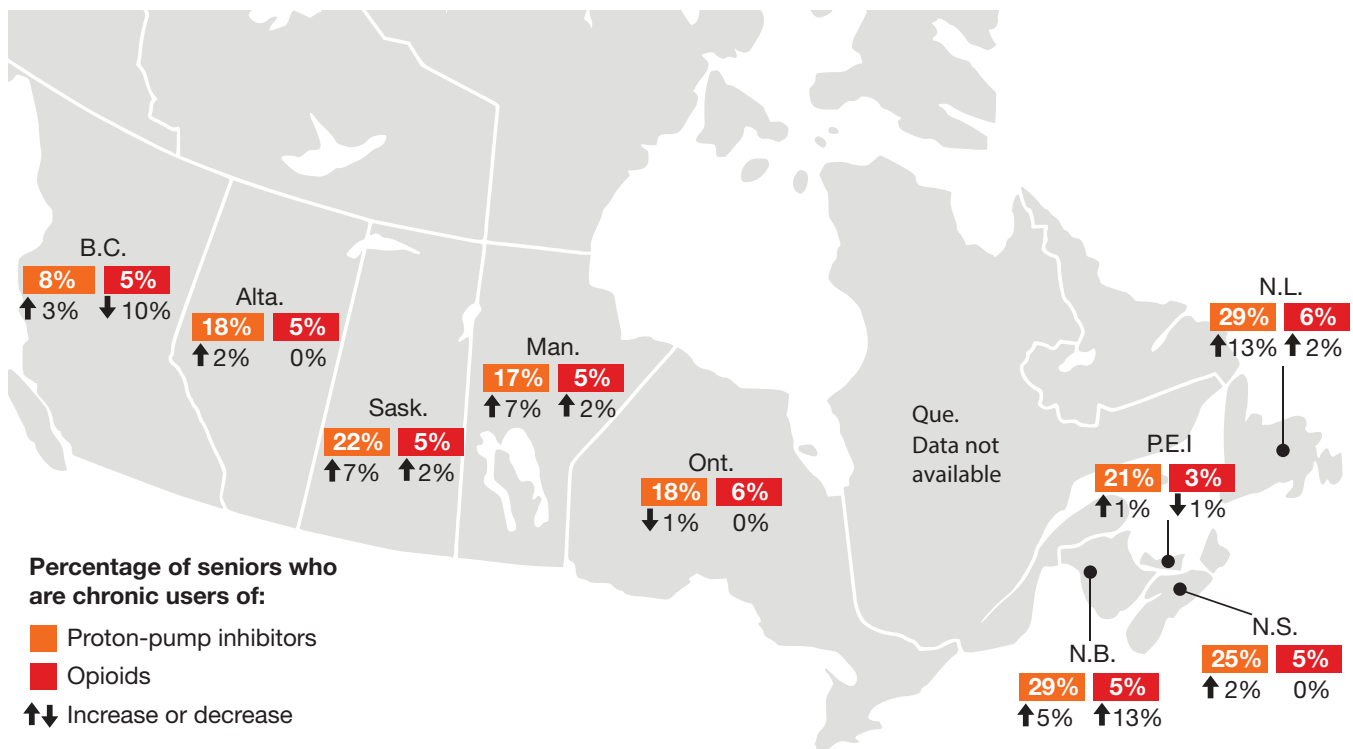 B.C.
8% 5%
↑ 3% ↓ 10%
Alta.
18% 5%
↑ 2% 0%
Sask.
22% 5%
↑ 7% ↑ 2%
Man.
17% 5%
↑ 7% ↑ 2%
Ont.
18% 6%
↓ 1% 0%
Que.
Data not
available
N.L.
29% 6%
↑ 13% ↑ 2%
P.E.I
21% 3%
↑ 1% ↓ 1%
N.S.
25% 5%
↑ 2% 0%
N.B.
29% 5%
↑ 5% ↑ 13%
Percentage of seniors who
are chronic users of:
Proton-pump inhibitors
Opioids
↑↓ Increase or decrease